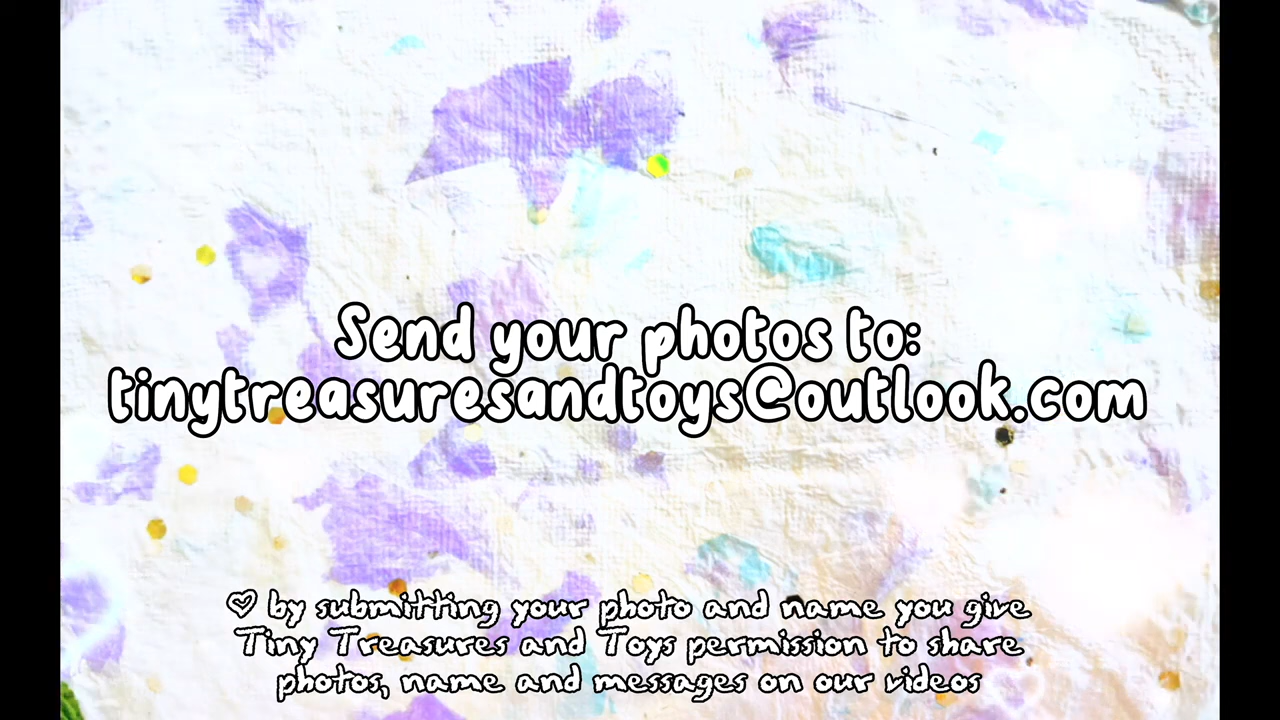 Send your photos to:
tinytreasuresandtoys@outlook.com
♡ by submitting your photo and name you give
Tiny Treasures and Toys permission to share
photos, name and messages on our videos